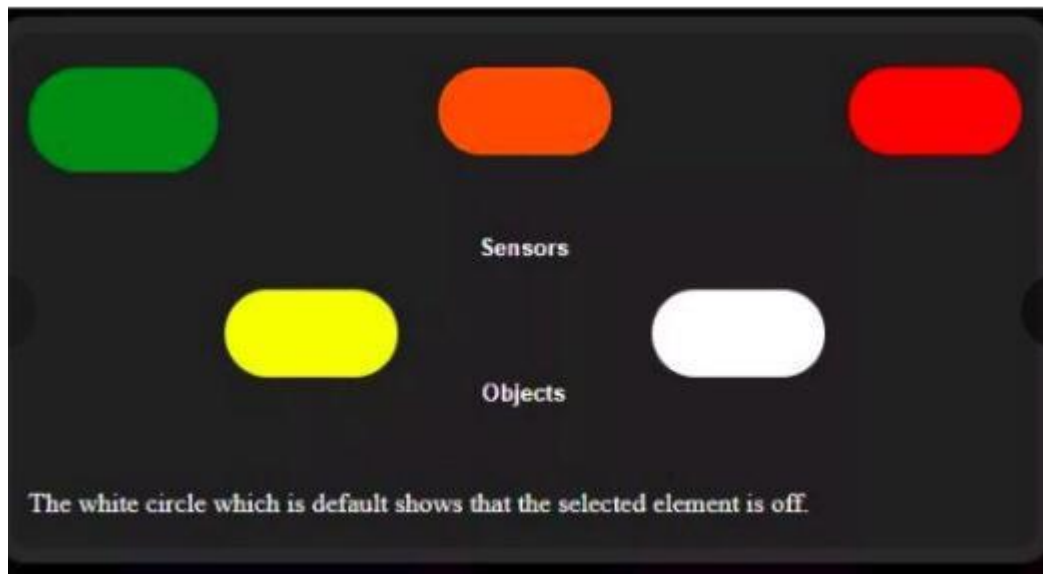 Sensors
Objects
The white circle which is default shows that the selected element is off.